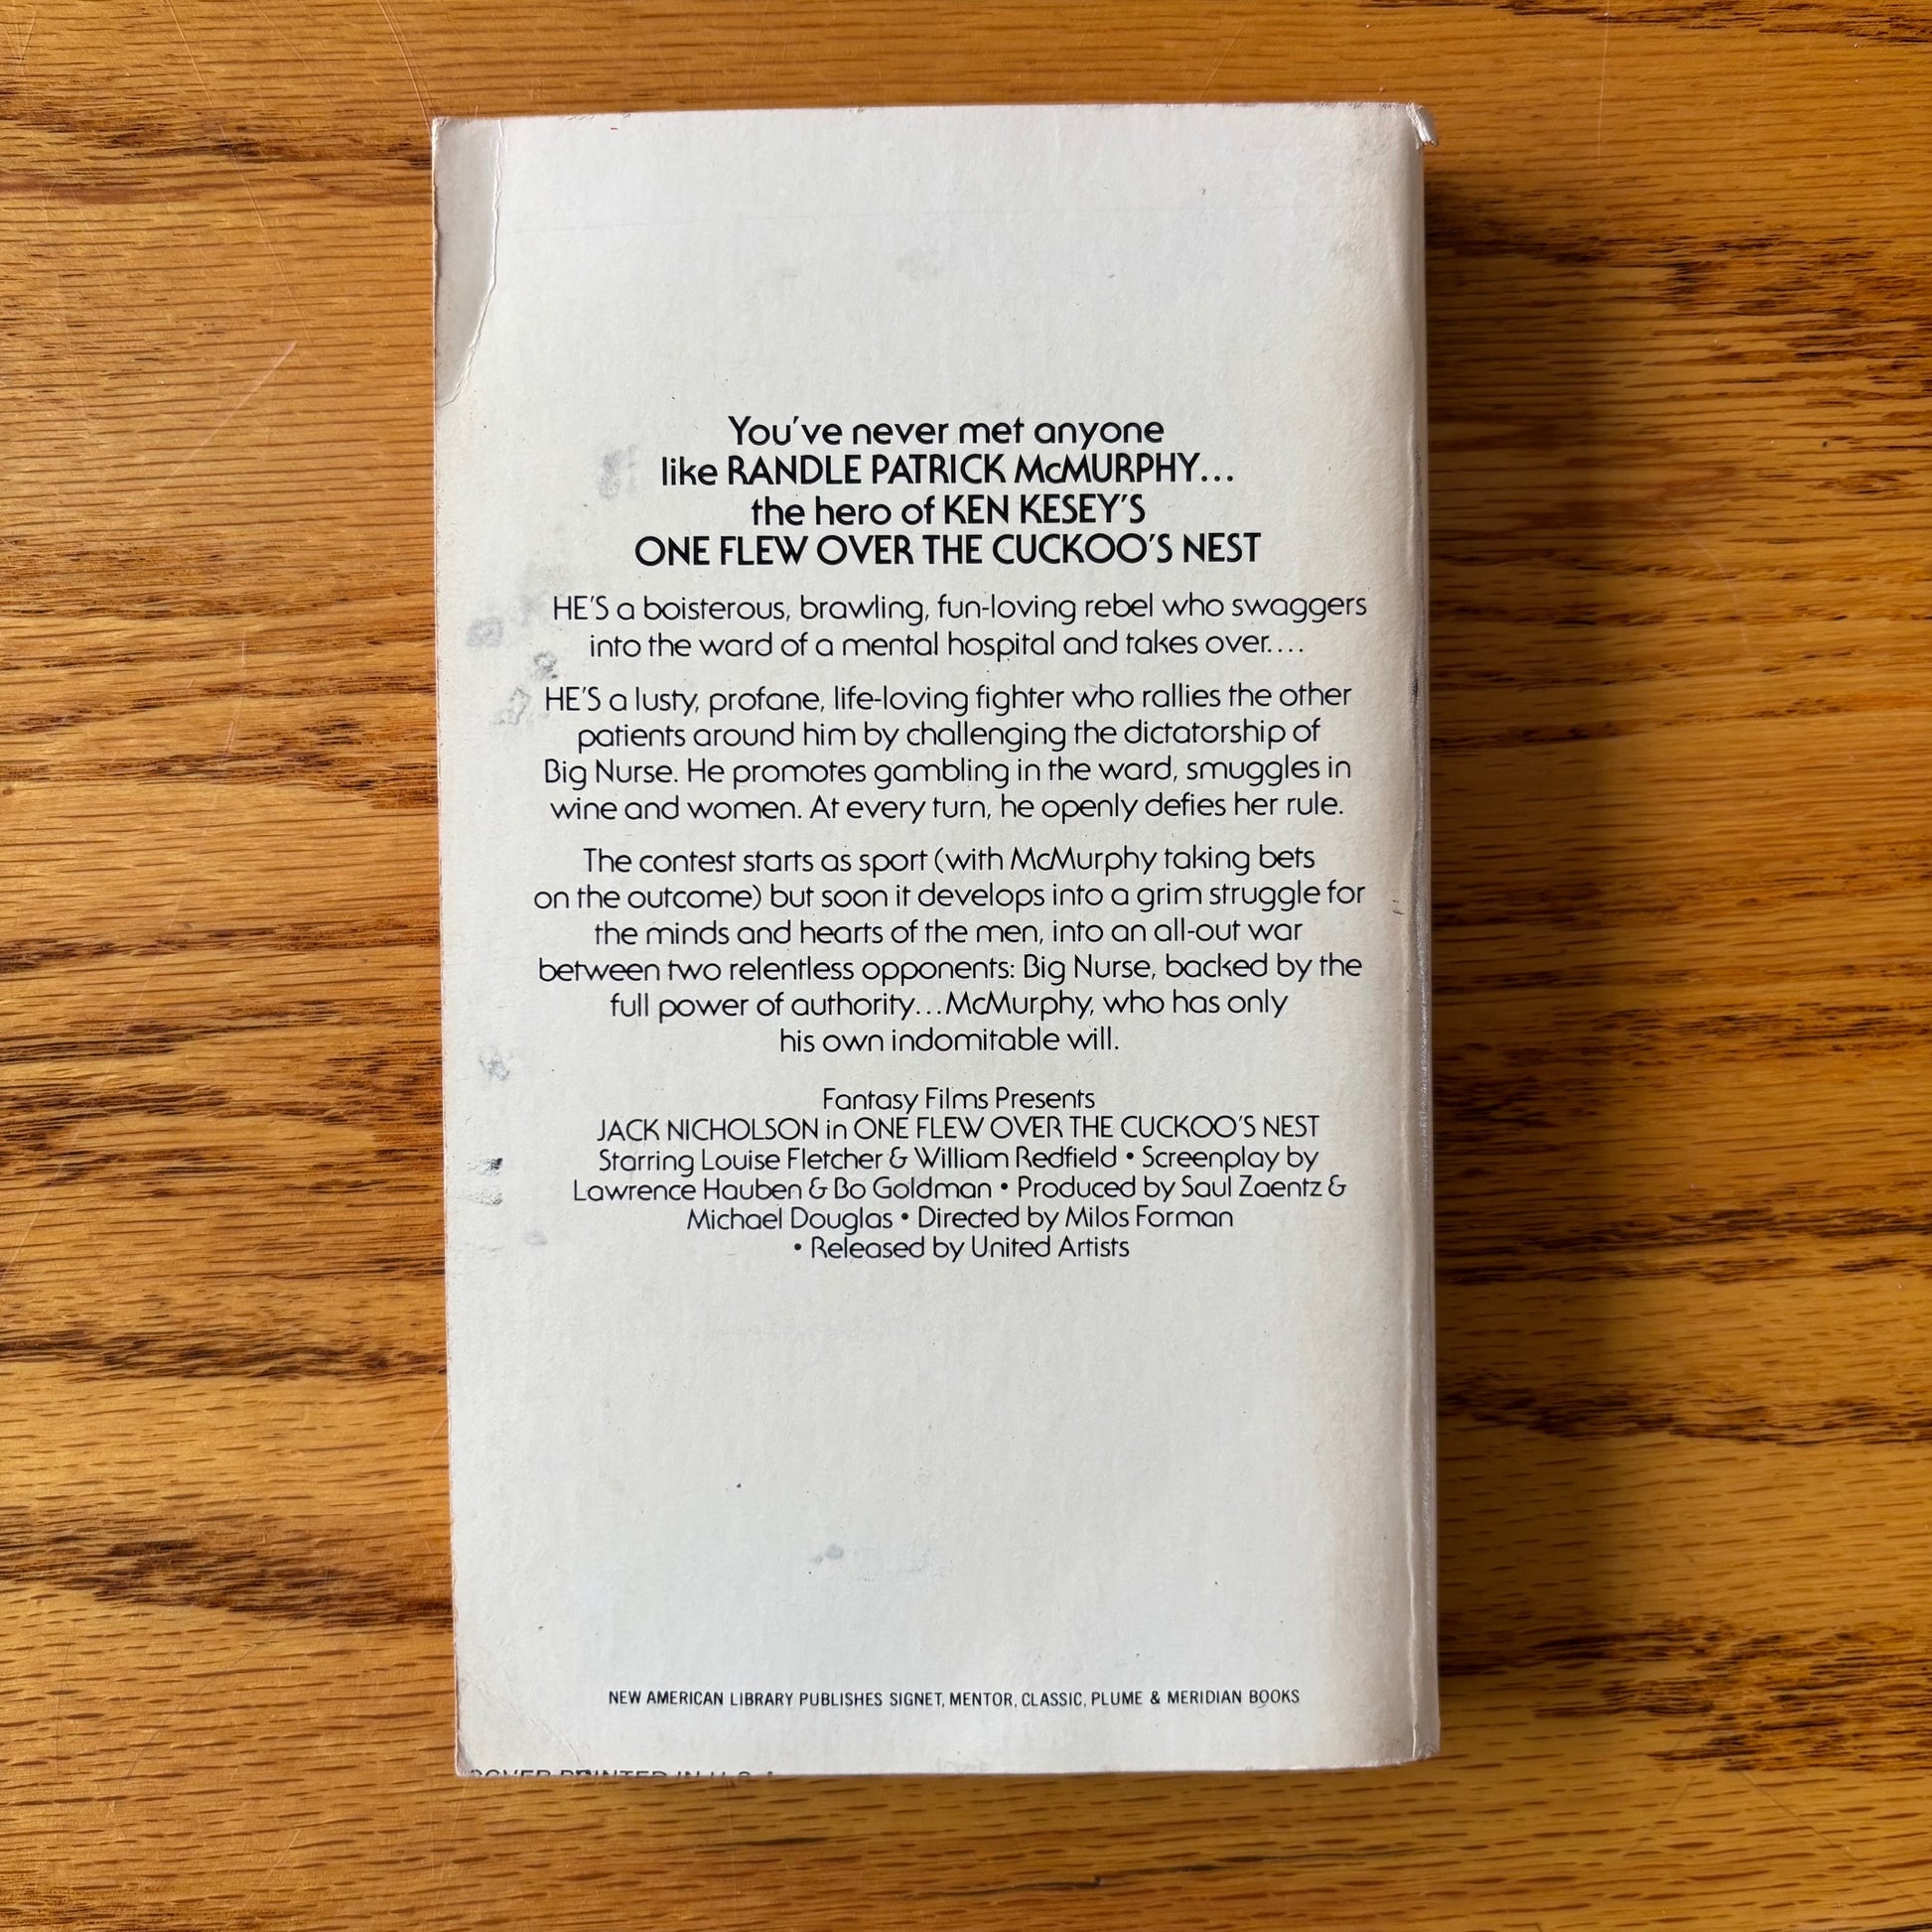 You've never met anyone
like RANDLE PATRICK McMURPHY...
the hero of KEN KESEY'S
ONE FLEW OVER THE CUCKOO'S NEST
HE'S a boisterous, brawling, fun-loving rebel who swaggers
into the ward of a mental hospital and takes over....
HE'S a lusty, profane, life-loving fighter who rallies the other
patients around him by challenging the dictatorship of
Big Nurse. He promotes gambling in the ward, smuggles in
wine and women. At every turn, he openly defies her rule.
The contest starts as sport (with McMurphy taking bets
on the outcome) but soon it develops into a grim struggle for
the minds and hearts of the men, into an all-out war
between two relentless opponents: Big Nurse, backed by the
full power of authority...McMurphy, who has only
his own indomitable will.
Fantasy Films Presents
JACK NICHOLSON in ONE FLEW OVER THE CUCKOO'S NEST
Starring Louise Fletcher & William Redfield • Screenplay by
Lawrence Hauben & Bo Goldman • Produced by Saul Zaentz &
Michael Douglas • Directed by Milos Forman
• Released by United Artists
NEW AMERICAN LIBRARY PUBLISHES SIGNET, MENTOR, CLASSIC, PLUME & MERIDIAN BOOKS
COVER PRINTED IN U.S.A.